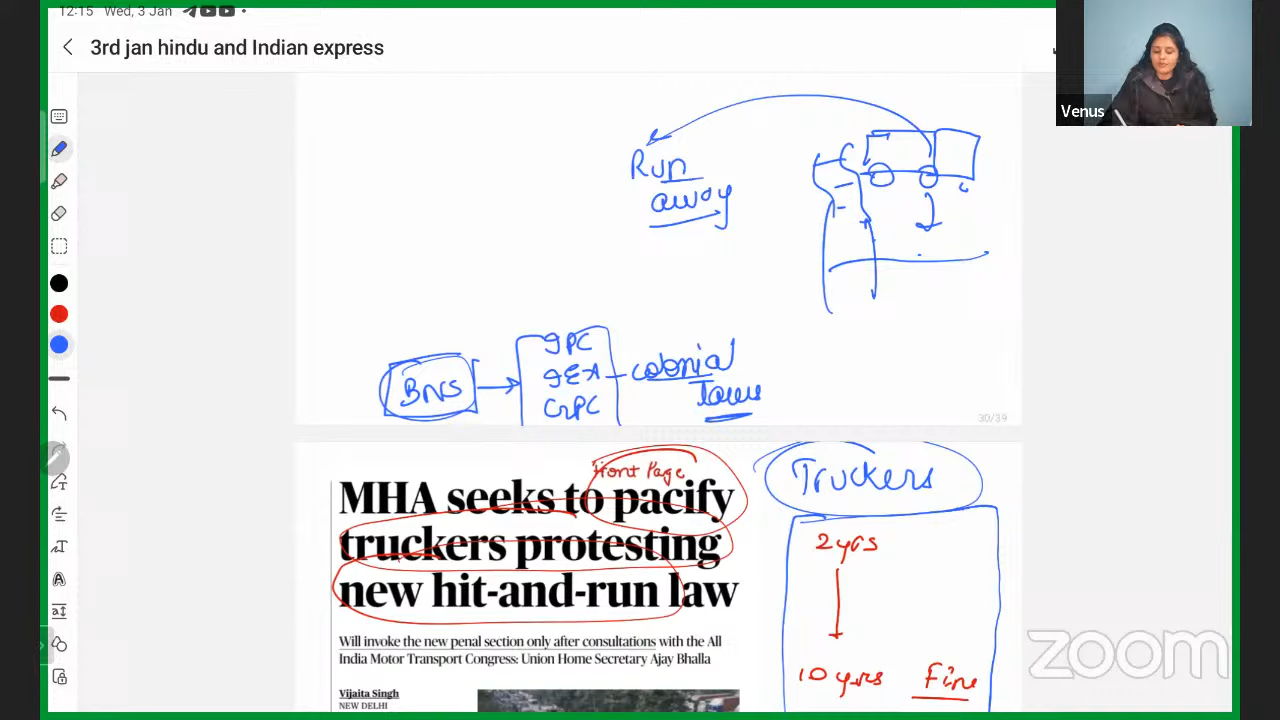 12:15 Wed, 3 Jan
3rd jan hindu and Indian express
Venus
Run
away
BNS
IPC
IEA
CrPC
colonial
laws
30/39
Front Page
MHA seeks to pacify
truckers protesting
new hit-and-run law
Will invoke the new penal section only after consultations with the All
India Motor Transport Congress: Union Home Secretary Ajay Bhalla
Vijaita Singh
NEW DELHI
Truckers
2 yrs
10 yrs Fine
zoom